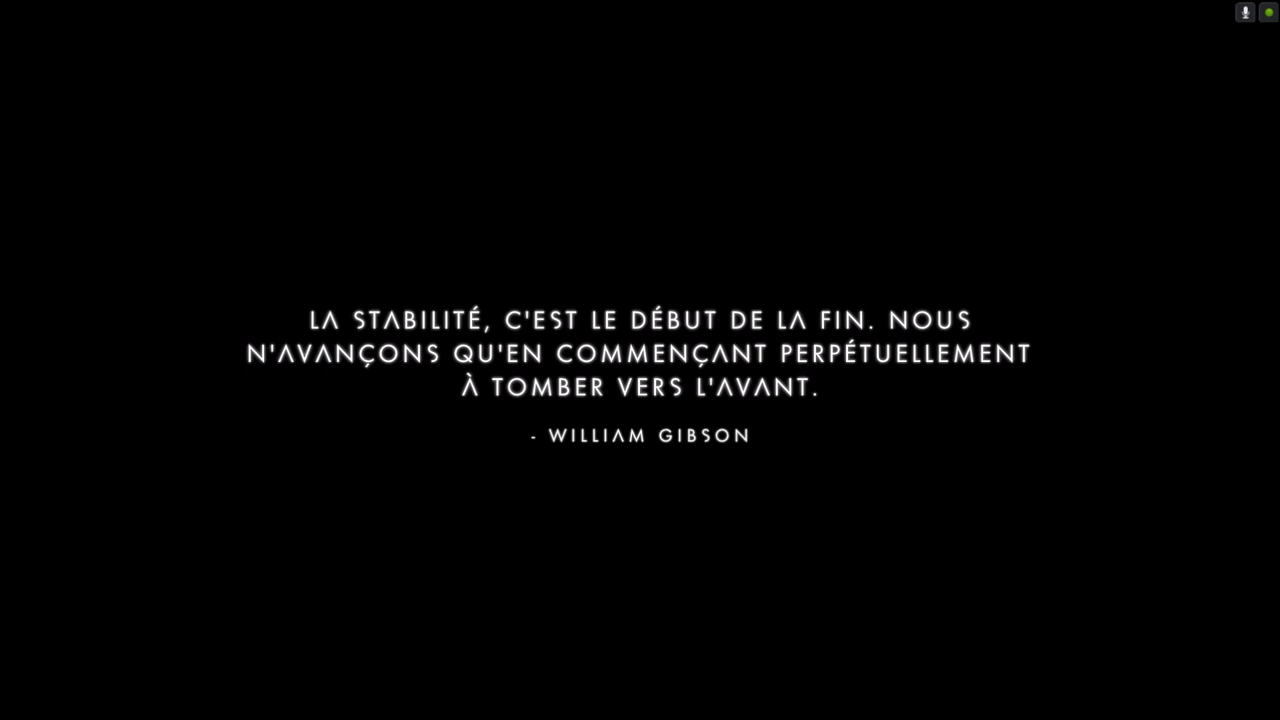 LA STABILITÉ, C'EST LE DÉBUT DE LA FIN. NOUS
N'AVANÇONS QU'EN COMMENÇANT PERPÉTUELLEMENT
À TOMBER VERS L'AVANT.
- WILLIAM GIBSON